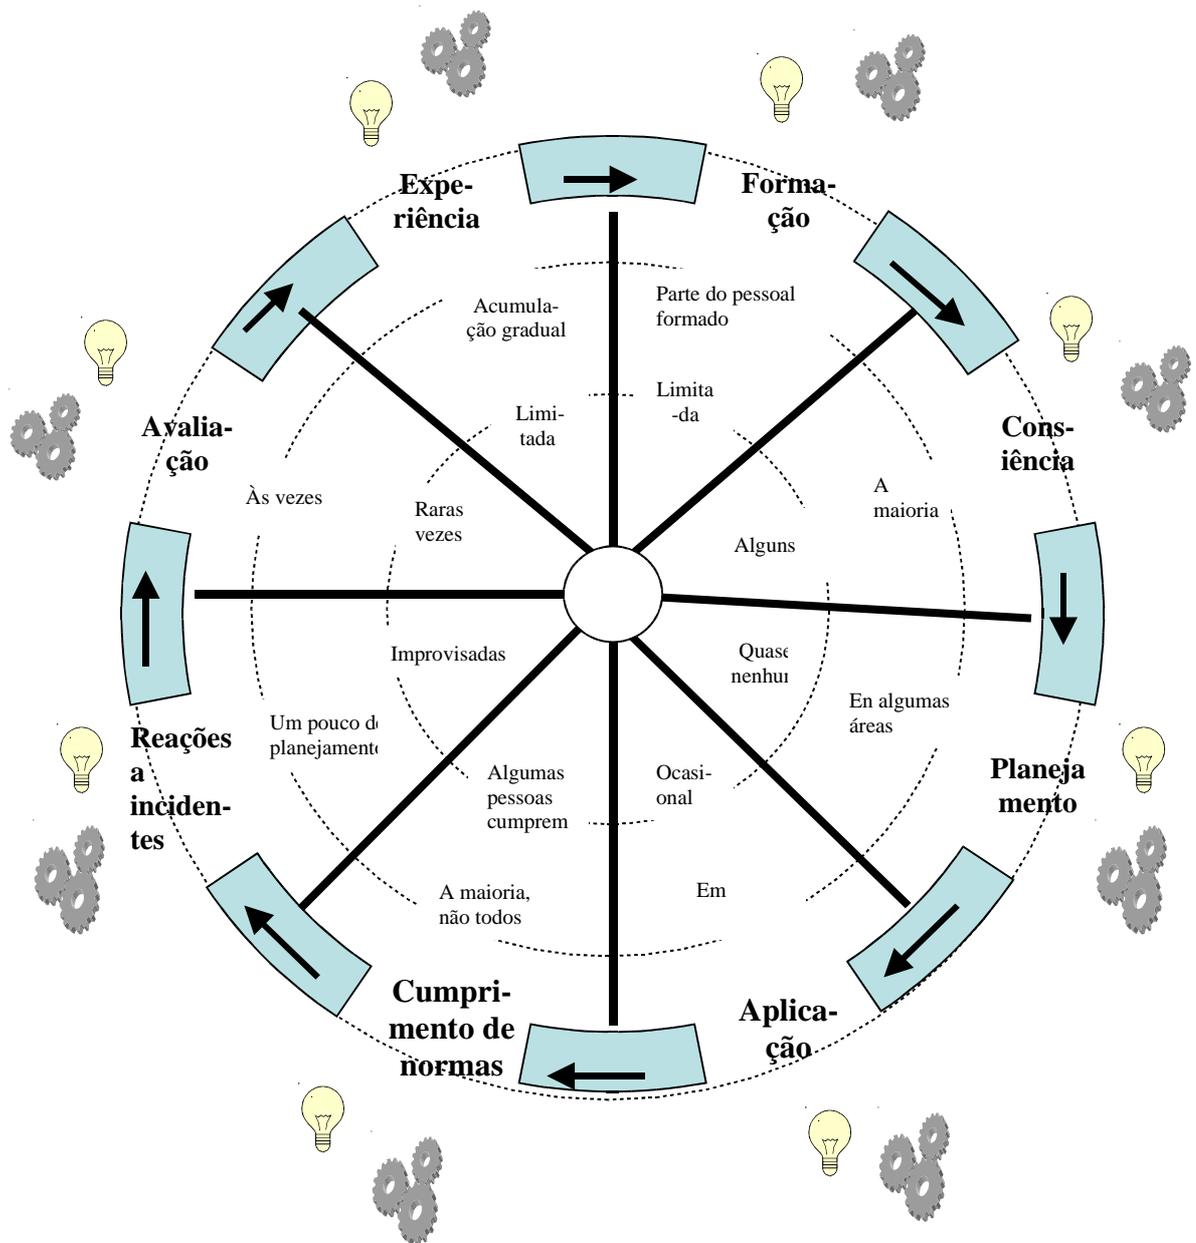 Expe-
riência
Forma-
ção
Acumula-
ção gradual
Parte do pessoal
formado
Limi-
tada
Limita
-da
Avalia-
ção
Cons-
iência
Às vezes
Raras
vezes
A
maioria
Alguns
Improvisadas
Quase
nenhum
Um pouco de
planejamento
En algumas
áreas
Reações
a
inciden-
tes
Planeja
mento
Algumas
pessoas
cumprem
Ocasi-
onal
A maioria,
não todos
Em
Cumpri-
mento de
normas
Aplica-
ção